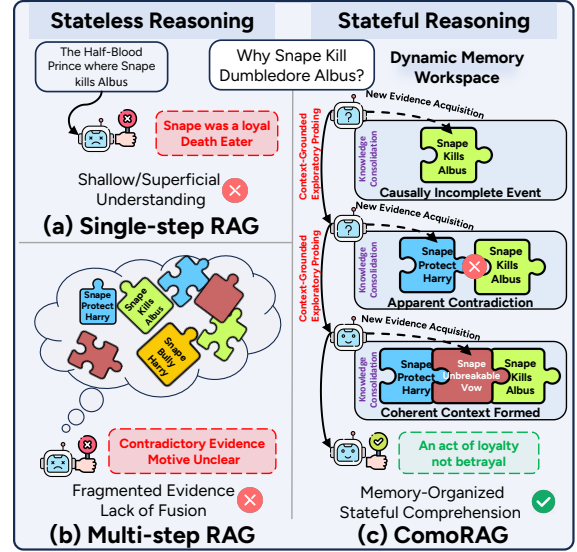 Stateless Reasoning
Stateful Reasoning
The Half-Blood
Prince where Snape
kills Albus
Why Snape Kill
Dumbledore Albus?
Snape was a loyal
Death Eater
Shallow/Superficial
Understanding
(a) Single-step RAG
Snape
Protect
Harry
Snape
Kills
Albus
Snape
Bully
Harry
Contradictory Evidence
Motive Unclear
Fragmented Evidence
Lack of Fusion
(b) Multi-step RAG
Dynamic Memory
Workspace
New Evidence Acquisition
Context-Grounded
Exploratory Probing
Knowledge
Consolidation
Snape
Kills
Albus
Causally Incomplete Event
New Evidence Acquisition
Context-Grounded
Exploratory Probing
Knowledge
Consolidation
Snape
Protect
Harry
Snape
Kills
Albus
Apparent Contradiction
New Evidence Acquisition
Knowledge
Consolidation
Snape
Protect
Harry
Snape
Unbreakable
Vow
Snape
Kills
Albus
Coherent Context Formed
An act of loyalty
not betrayal
Memory-Organized
Stateful Comprehension
(c) ComoRAG